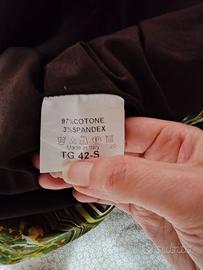 97%COTONE
3%SPANDEX
Made in Italy
TG 42-S